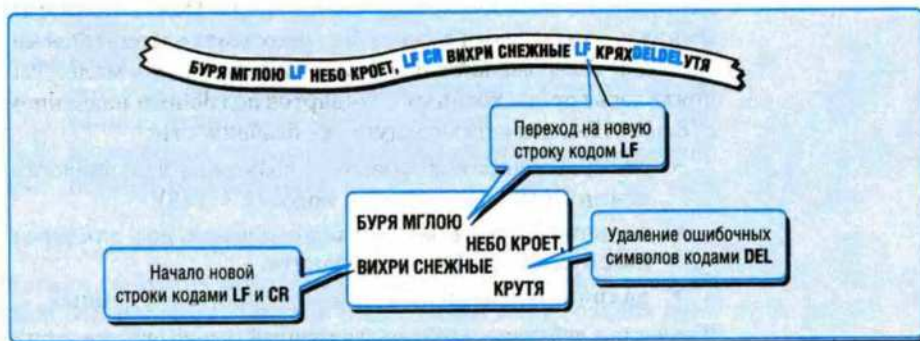 БУРЯ МГЛОЮ LF НЕБО КРОЕТ, LF CR ВИХРИ СНЕЖНЫЕ LF КРЯХDELDELУТЯ
Переход на новую
строку кодом LF
БУРЯ МГЛОЮ
НЕБО КРОЕТ,
ВИХРИ СНЕЖНЫЕ
КРУТЯ
Начало новой
строки кодами LF и CR
Удаление ошибочных
символов кодами DEL